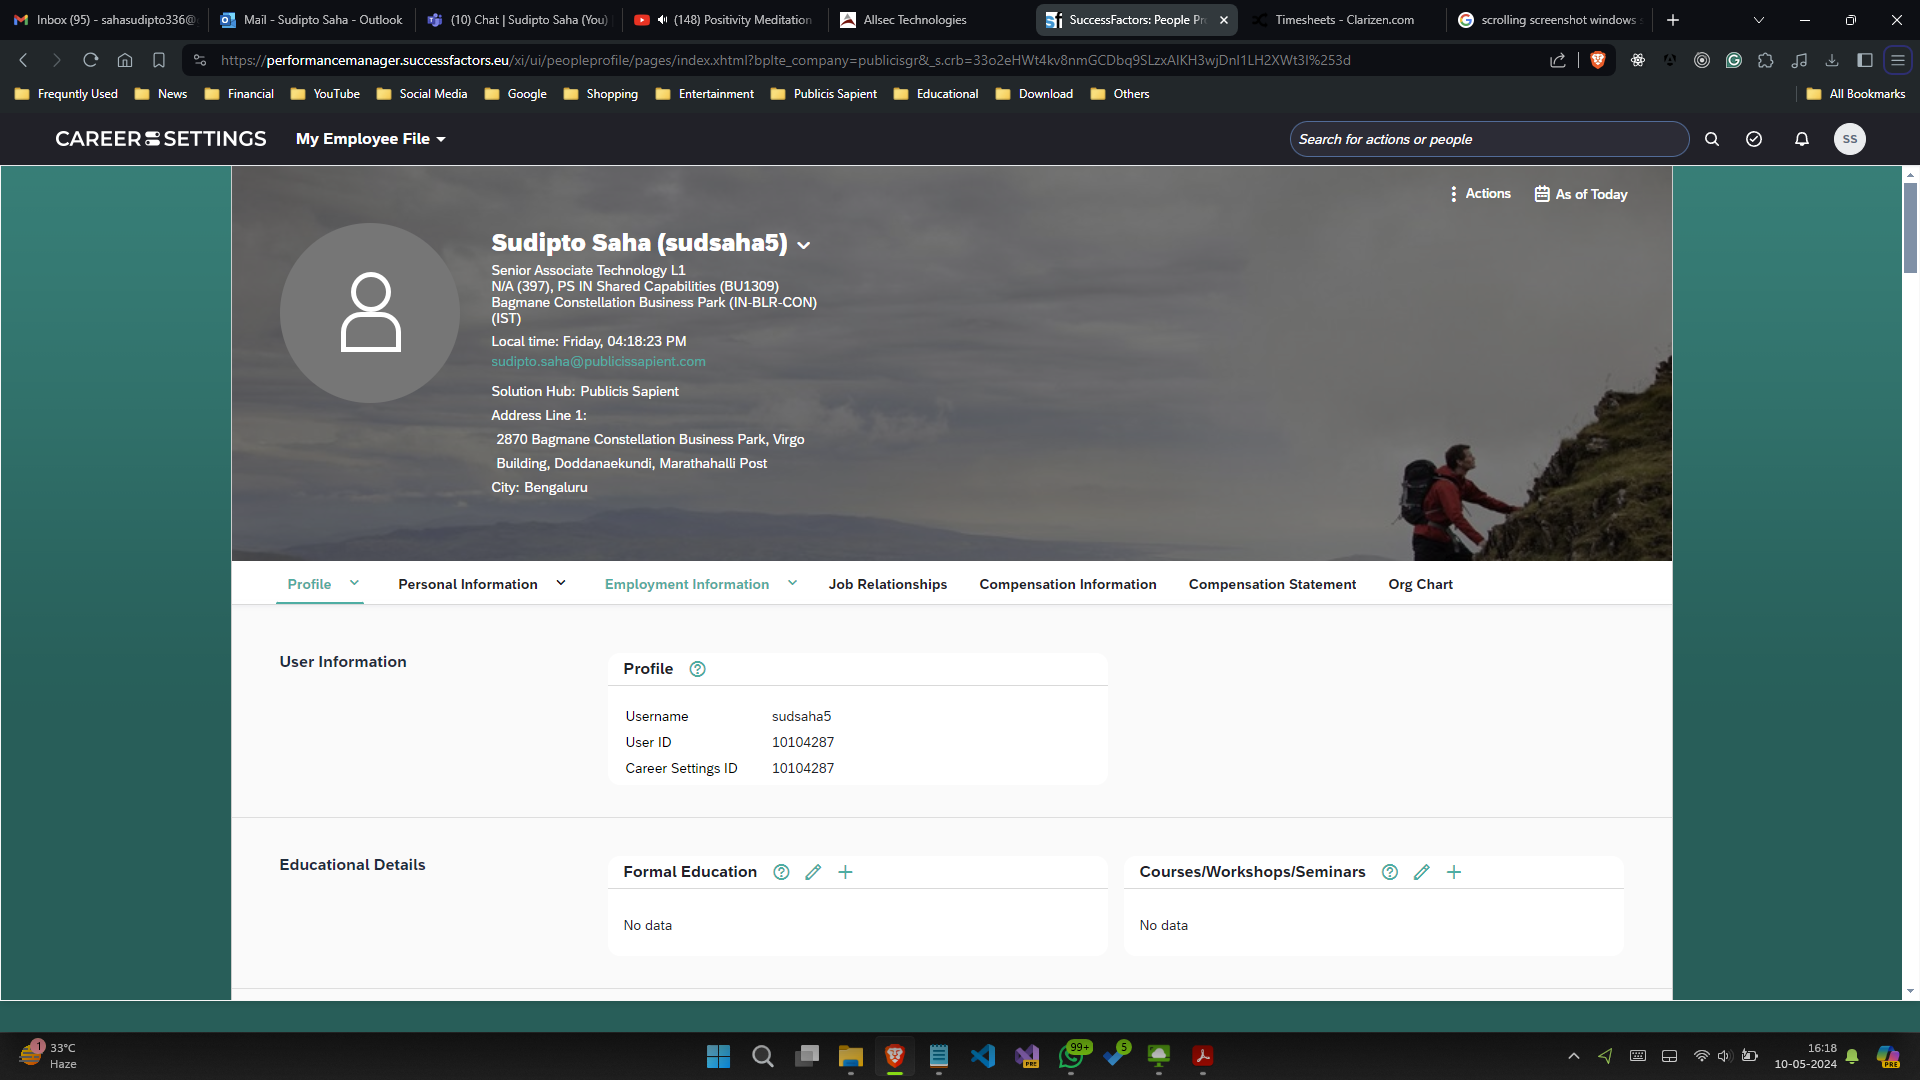 Inbox (95) - sahasudipto336@
Mail - Sudipto Saha - Outlook
(10) Chat | Sudipto Saha (You)
(148) Positivity Meditation
Allsec Technologies
SuccessFactors: People Pr
Timesheets - Clarizen.com
scrolling screenshot windows
https://performancemanager.successfactors.eu/xi/ui/peopleprofile/pages/index.xhtml?bplte_company=publicisgr&_s.crb=
Frequntly Used
News
Financial
YouTube
Social Media
Google
Shopping
Entertainment
Publicis Sapient
Educational
Download
Others
All Bookmarks
CAREER SETTINGS
My Employee File
Search for actions or people
SS
Actions
As of Today
Sudipto Saha (sudsaha5)
Senior Associate Technology L1
N/A (397), PS IN Shared Capabilities (BU1309)
Bagmane Constellation Business Park (IN-BLR-CON)
(IST)
Local time: Friday, 04:18:23 PM
sudipto.saha@publicissapient.com
Solution Hub: Publicis Sapient
Address Line 1:
2870 Bagmane Constellation Business Park, Virgo
Building, Doddanaekundi, Marathahalli Post
City: Bengaluru
Profile
Personal Information
Employment Information
Job Relationships
Compensation Information
Compensation Statement
Org Chart
User Information
Profile
Username sudsaha5
User ID 10104287
Career Settings ID 10104287
Educational Details
Formal Education
No data
Courses/Workshops/Seminars
No data
1
33°C
Haze
PRE
99+
5
16:18
10-05-2024
PRE